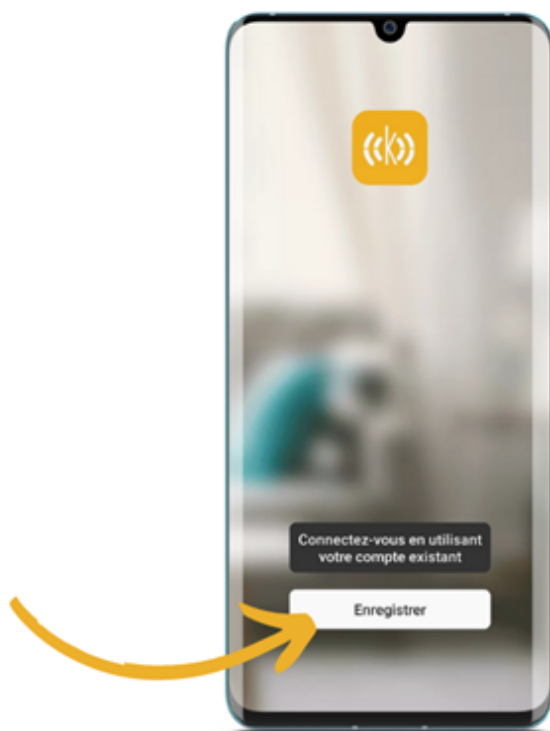 k
Connectez-vous en utilisant
votre compte existant
Enregistrer